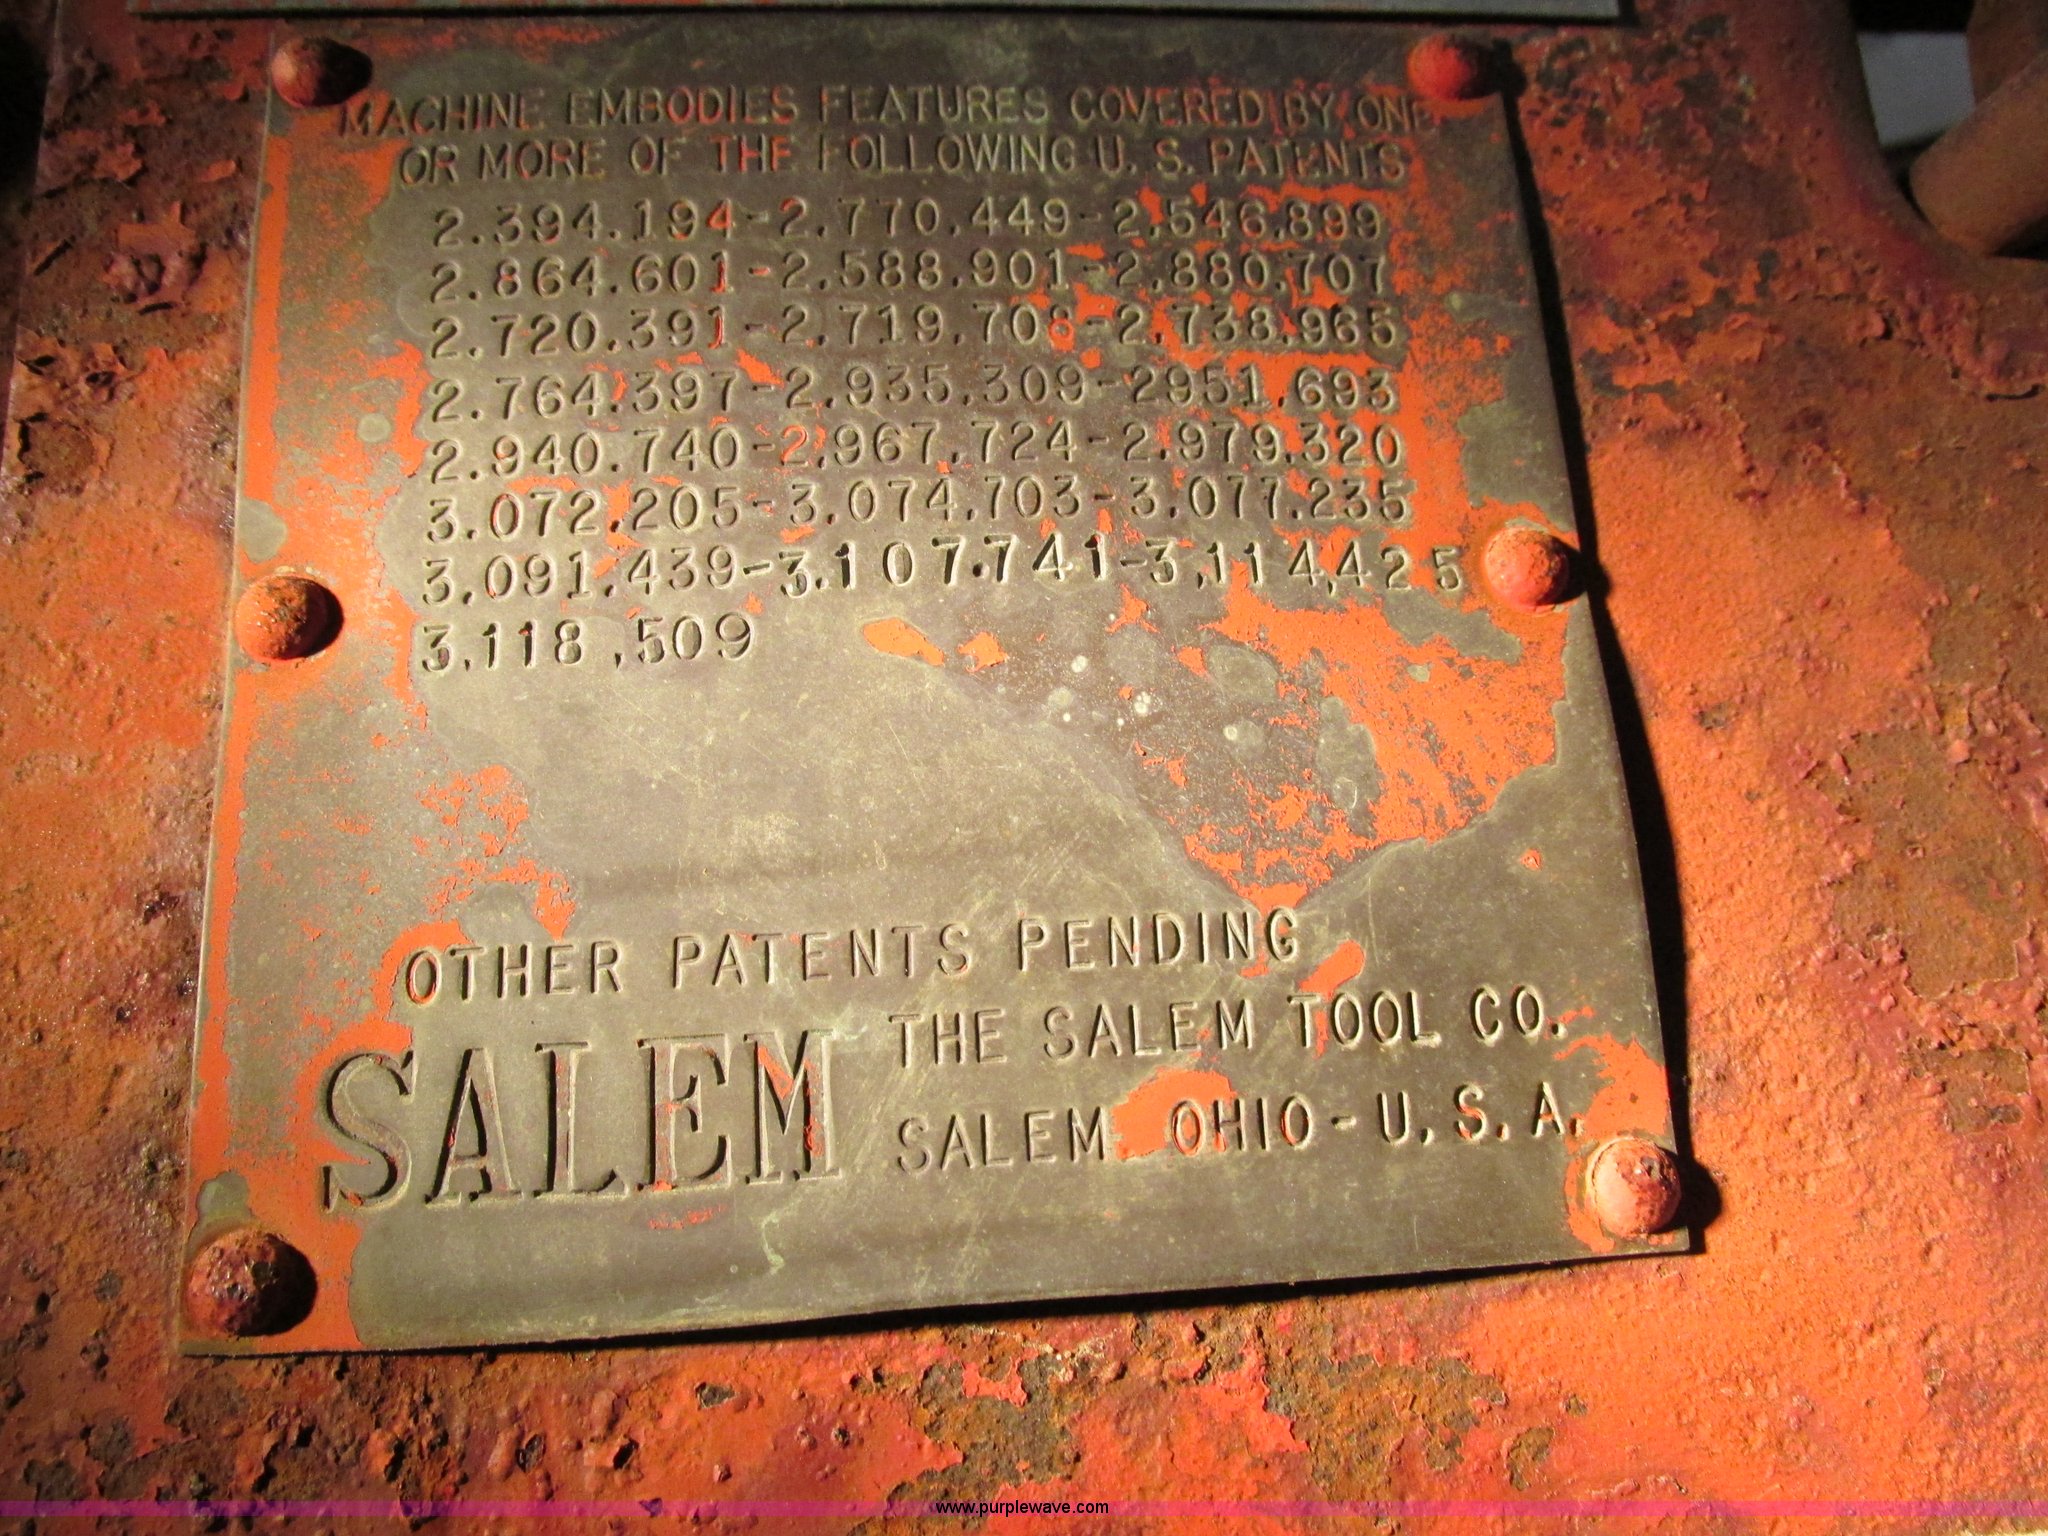 MACHINE EMBODIES FEATURES COVERED BY ONE
OR MORE OF THE FOLLOWING U. S. PATENTS
2.394.194-2.770.449-2.546.899
2.864.601-2.588.901-2.880.707
2.720.391-2.719.708-2.738.965
2.764.397-2.935.309-2951.693
2.940.740-2.967.724-2.979.320
3.072.205-3.074.703-3.077.235
3.091.439-3.107.741-3,114,425
3.118,509
OTHER PATENTS PENDING
SALEM THE SALEM TOOL CO.
SALEM OHIO-U.S.A.
www.purplewave.com